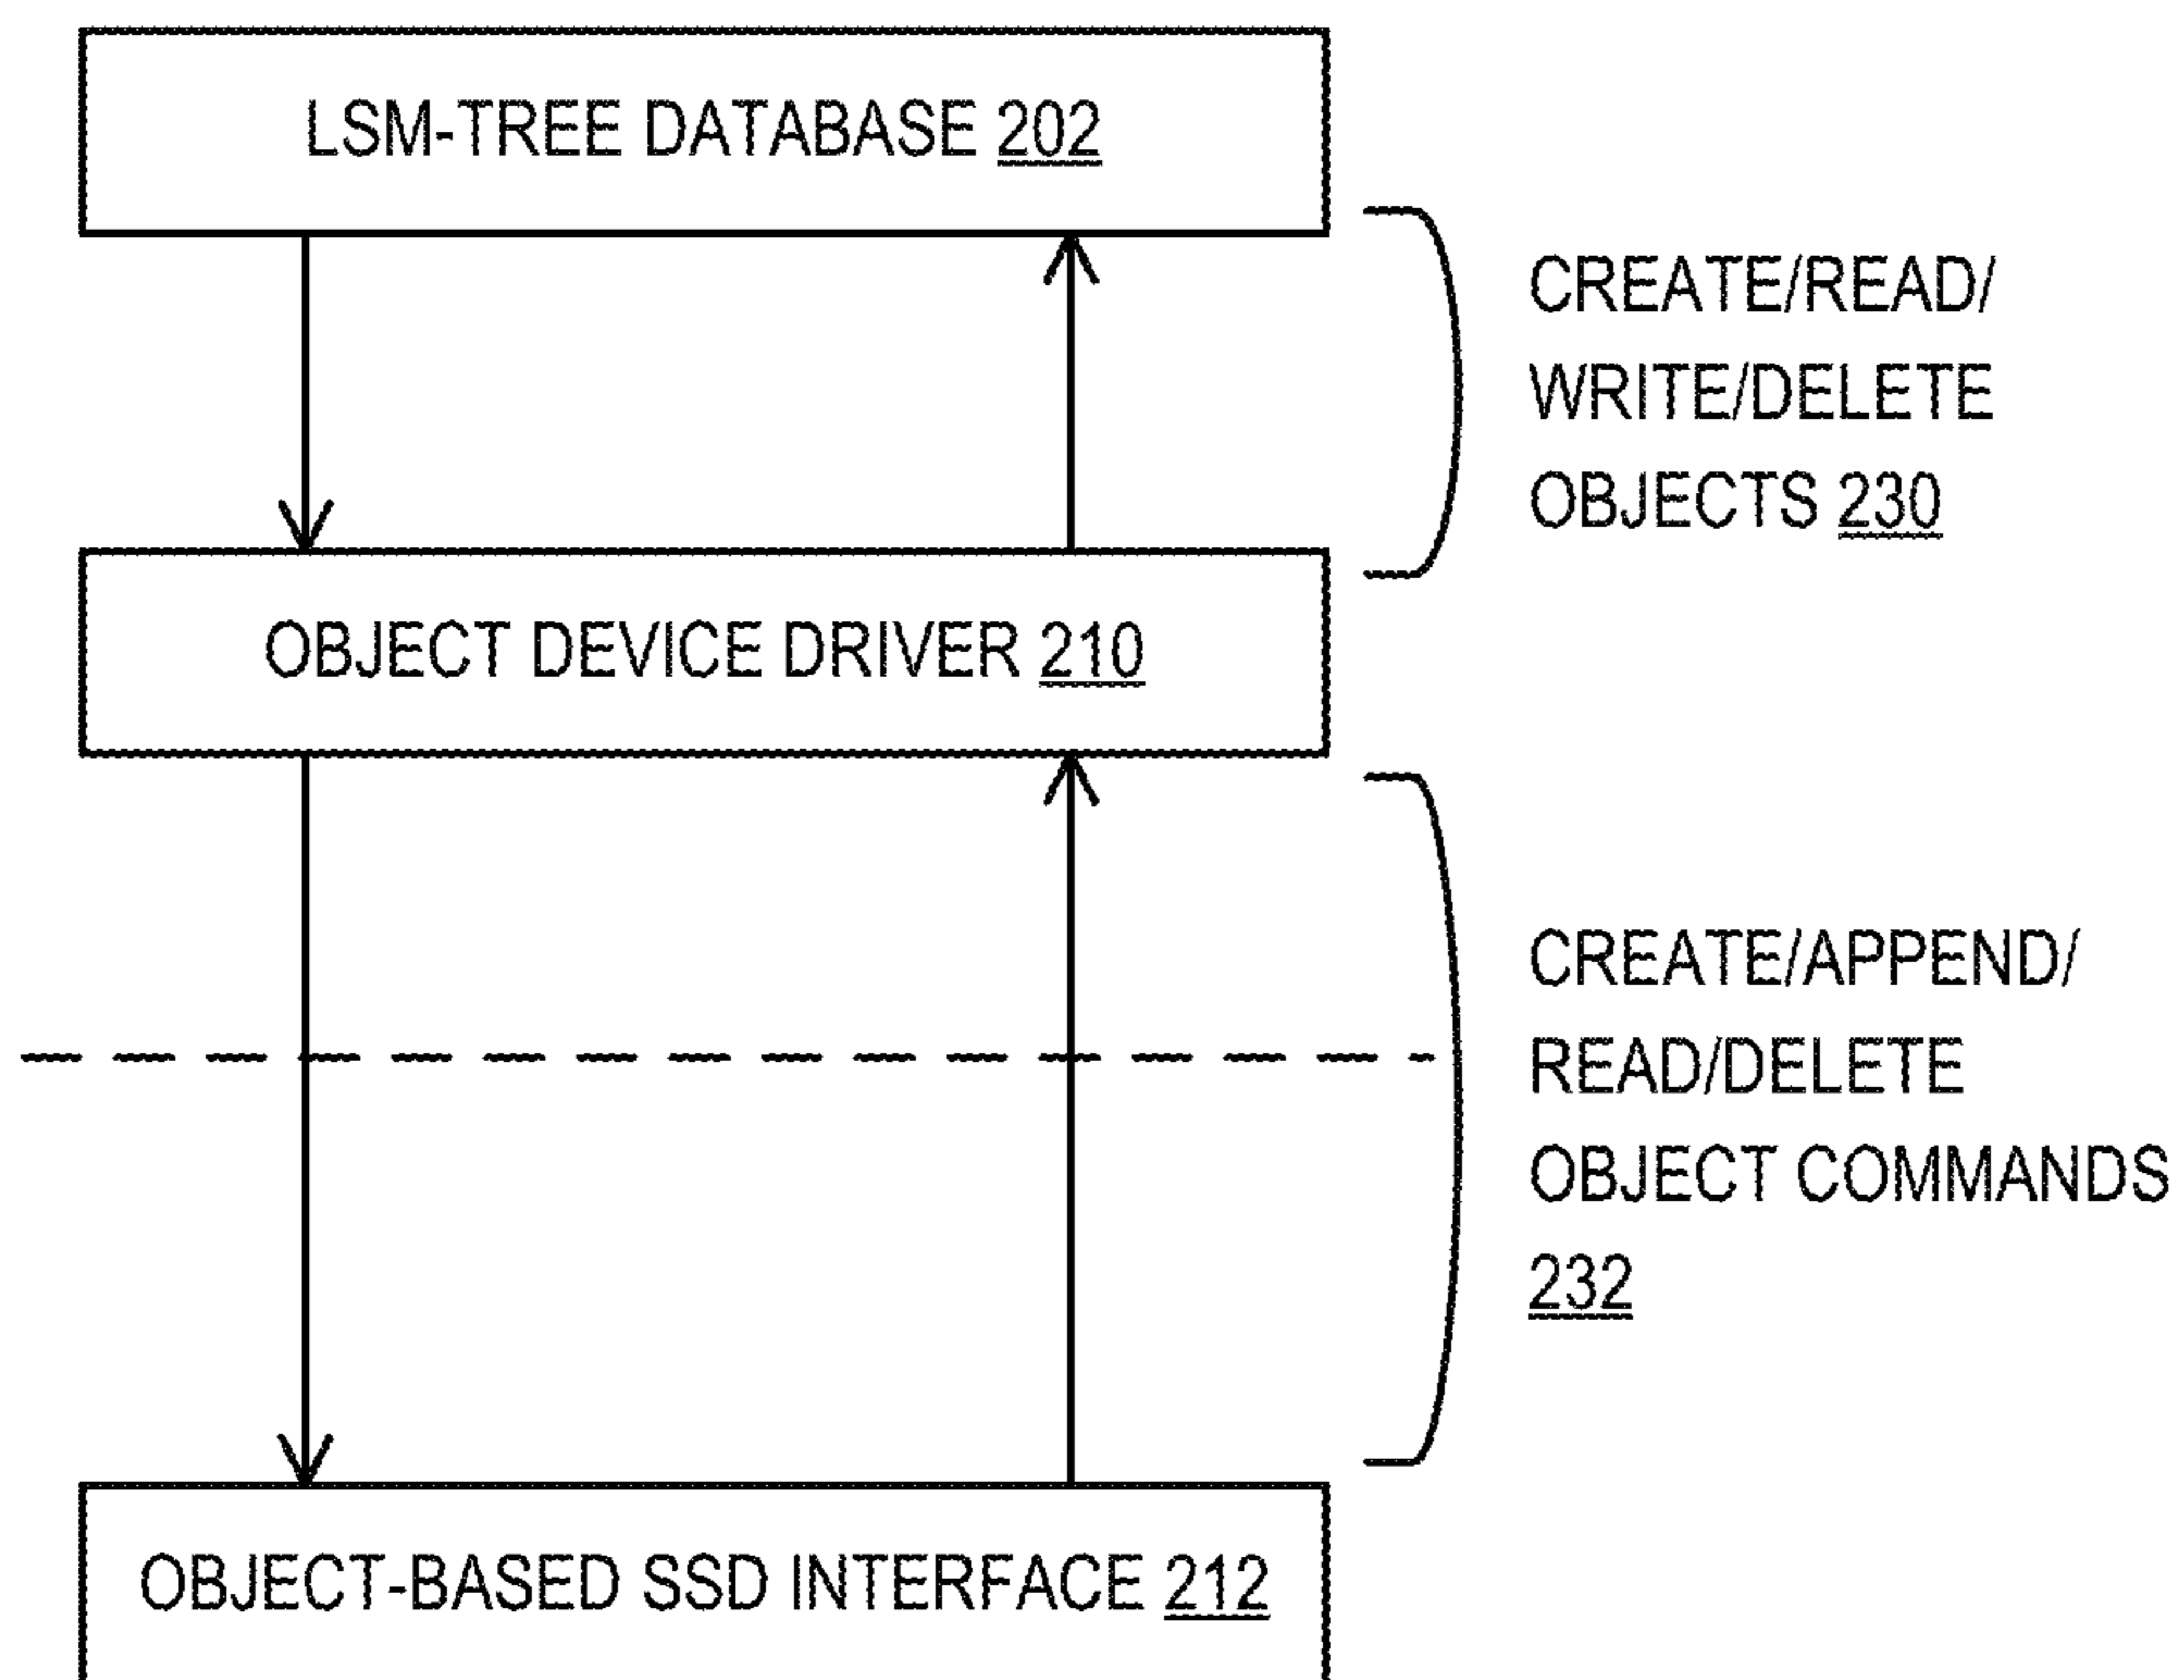 LSM-TREE DATABASE 202
CREATE/READ/
WRITE/DELETE
OBJECTS 230
OBJECT DEVICE DRIVER 210
CREATE/APPEND/
READ/DELETE
OBJECT COMMANDS
232
OBJECT-BASED SSD INTERFACE 212